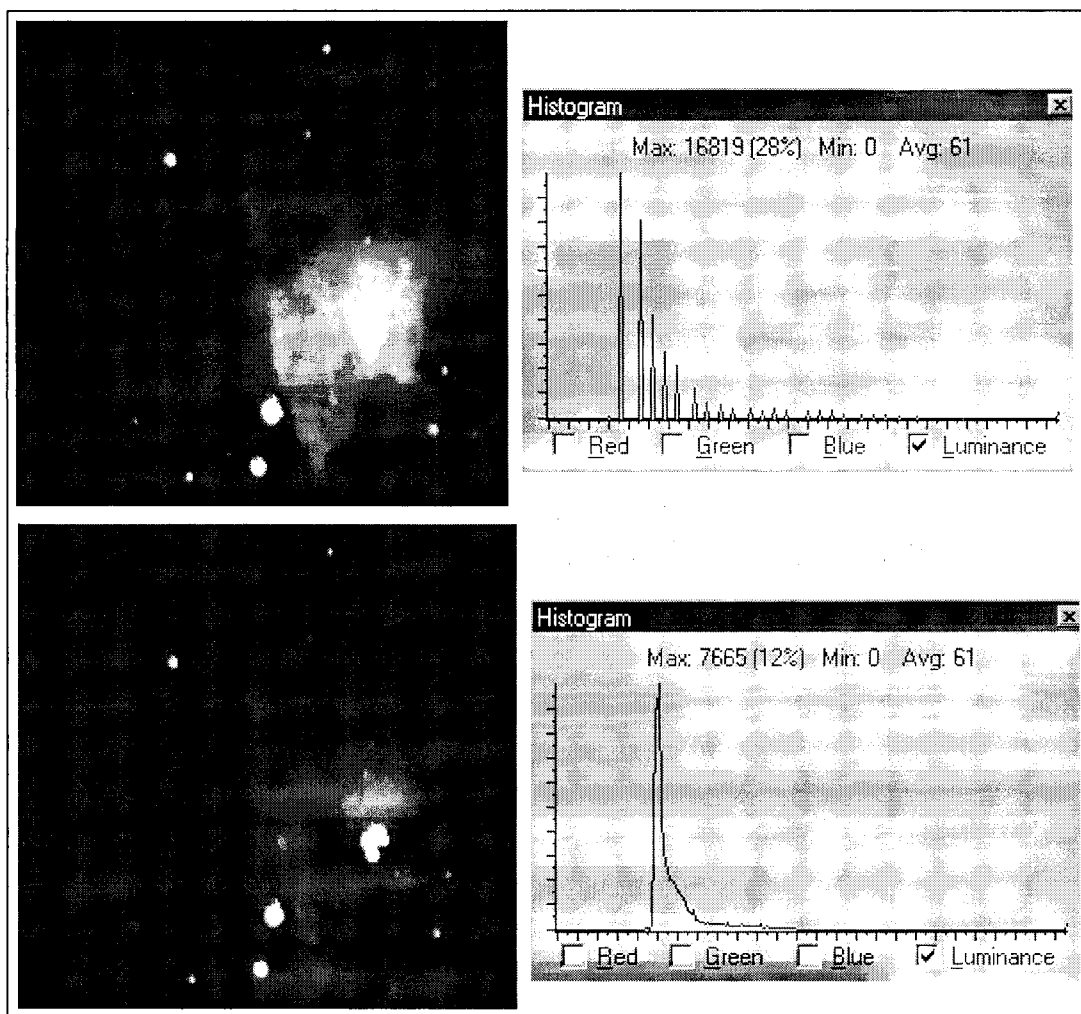 Histogram
Max: 16819 (28%) Min: 0 Avg: 61
Red Green Blue Luminance
Histogram
Max: 7665 (12%) Min: 0 Avg: 61
Red Green Blue Luminance